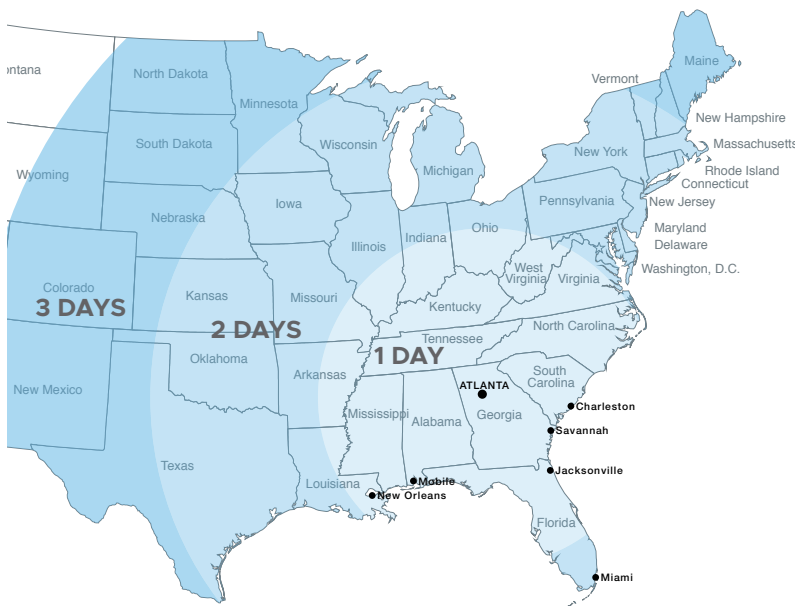 Maine
ontana
North Dakota
Vermont
Minnesota
New Hampshire
South Dakota
Wisconsin
Massachusetts
New York
Michigan
Rhode Island
Wyoming
Connecticut
Pennsylvania
New Jersey
Iowa
Nebraska
Ohio
Maryland
Indiana
Illinois
Delaware
West
Virginia
Virginia
Washington, D.C.
Colorado
Kansas
Missouri
3 DAYS
Kentucky
2 DAYS
North Carolina
Tennessee
1 DAY
Oklahoma
Arkansas
South
Carolina
ATLANTA
New Mexico
Charleston
Mississippi
Alabama
Georgia
Savannah
Texas
Jacksonville
Louisiana
Mobile
New Orleans
Florida
Miami